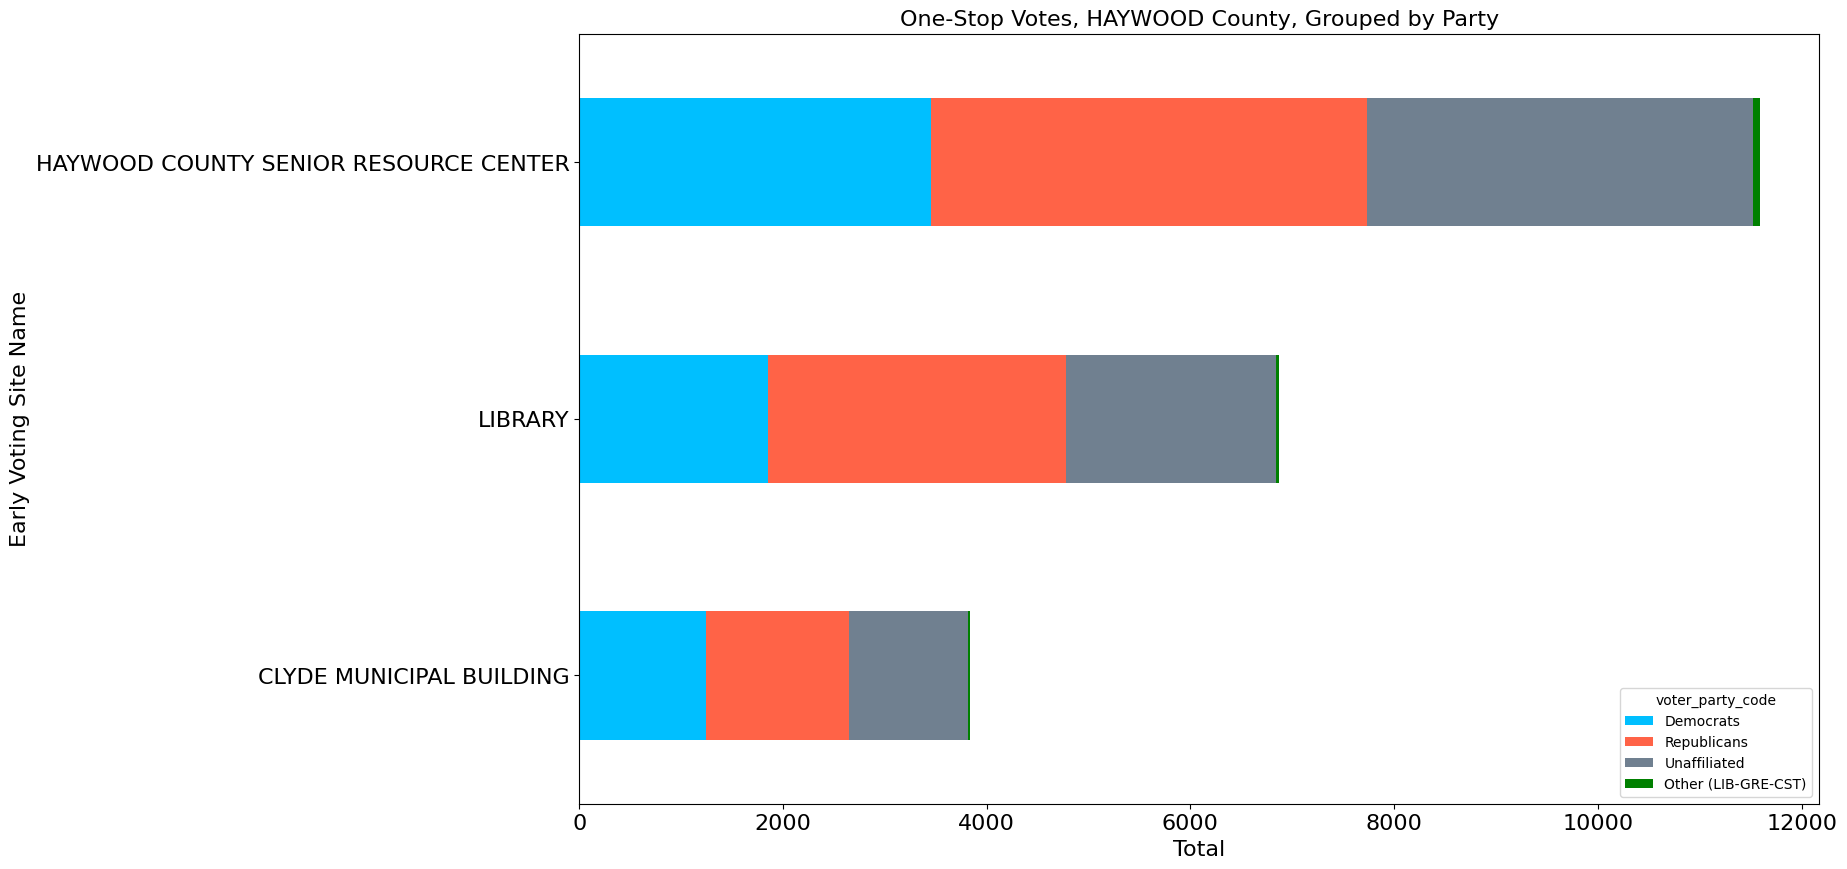 One-Stop Votes, HAYWOOD County, Grouped by Party
Early Voting Site Name
HAYWOOD COUNTY SENIOR RESOURCE CENTER
LIBRARY
CLYDE MUNICIPAL BUILDING
voter_party_code
Democrats
Republicans
Unaffiliated
Other (LIB-GRE-CST)
0 2000 4000 6000 8000 10000 12000
Total